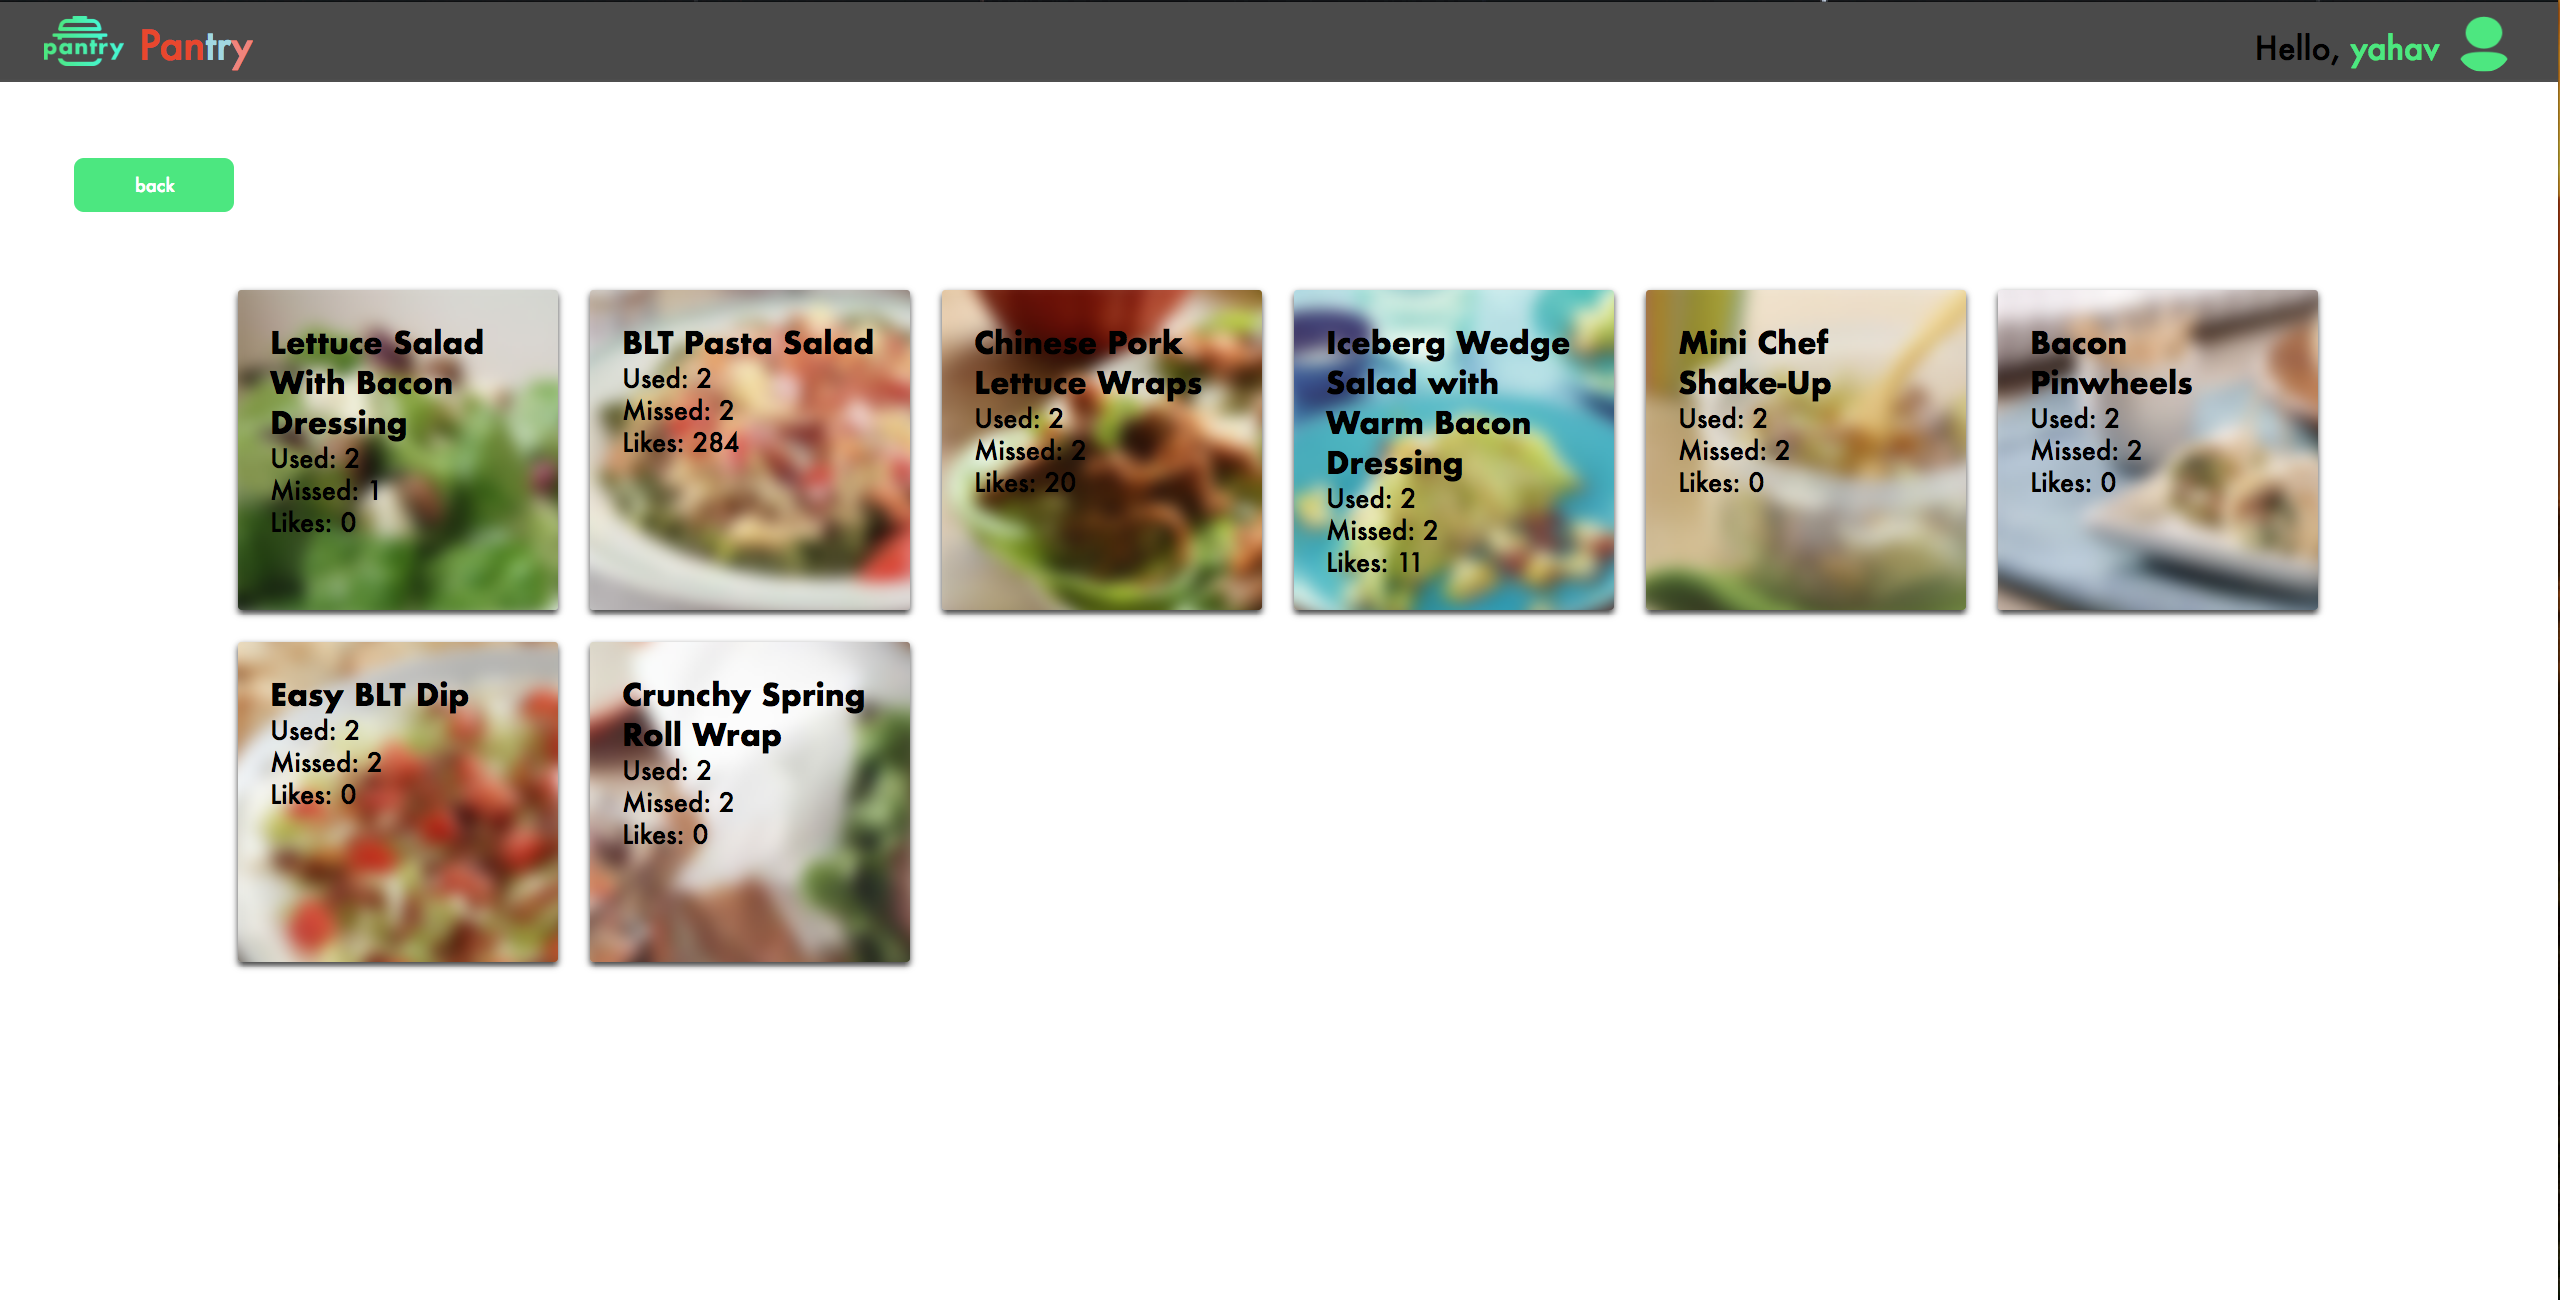 pantry Pantry
Hello, yahav
back
Lettuce Salad
With Bacon
Dressing
Used: 2
Missed: 1
Likes: 0
BLT Pasta Salad
Used: 2
Missed: 2
Likes: 284
Chinese Pork
Lettuce Wraps
Used: 2
Missed: 2
Likes: 20
Iceberg Wedge
Salad with
Warm Bacon
Dressing
Used: 2
Missed: 2
Likes: 11
Mini Chef
Shake-Up
Used: 2
Missed: 2
Likes: 0
Bacon
Pinwheels
Used: 2
Missed: 2
Likes: 0
Easy BLT Dip
Used: 2
Missed: 2
Likes: 0
Crunchy Spring
Roll Wrap
Used: 2
Missed: 2
Likes: 0